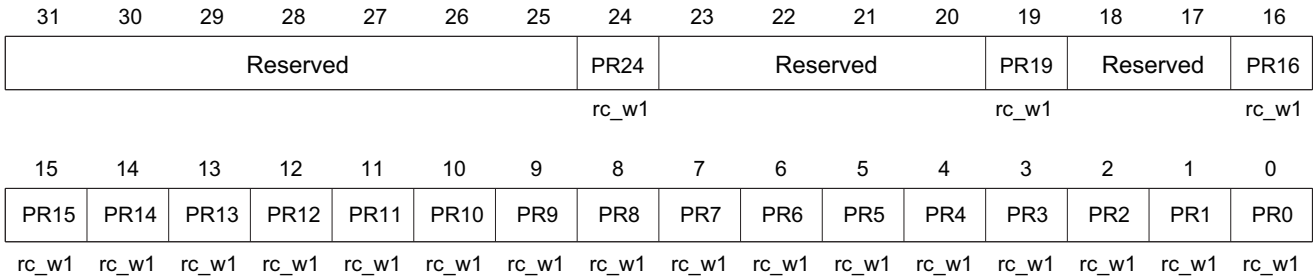 31 30 29 28 27 26 25 24 23 22 21 20 19 18 17 16
Reserved PR24 Reserved PR19 Reserved PR16
rc_w1 rc_w1 rc_w1
15 14 13 12 11 10 9 8 7 6 5 4 3 2 1 0
PR15 PR14 PR13 PR12 PR11 PR10 PR9 PR8 PR7 PR6 PR5 PR4 PR3 PR2 PR1 PR0
rc_w1 rc_w1 rc_w1 rc_w1 rc_w1 rc_w1 rc_w1 rc_w1 rc_w1 rc_w1 rc_w1 rc_w1 rc_w1 rc_w1 rc_w1 rc_w1